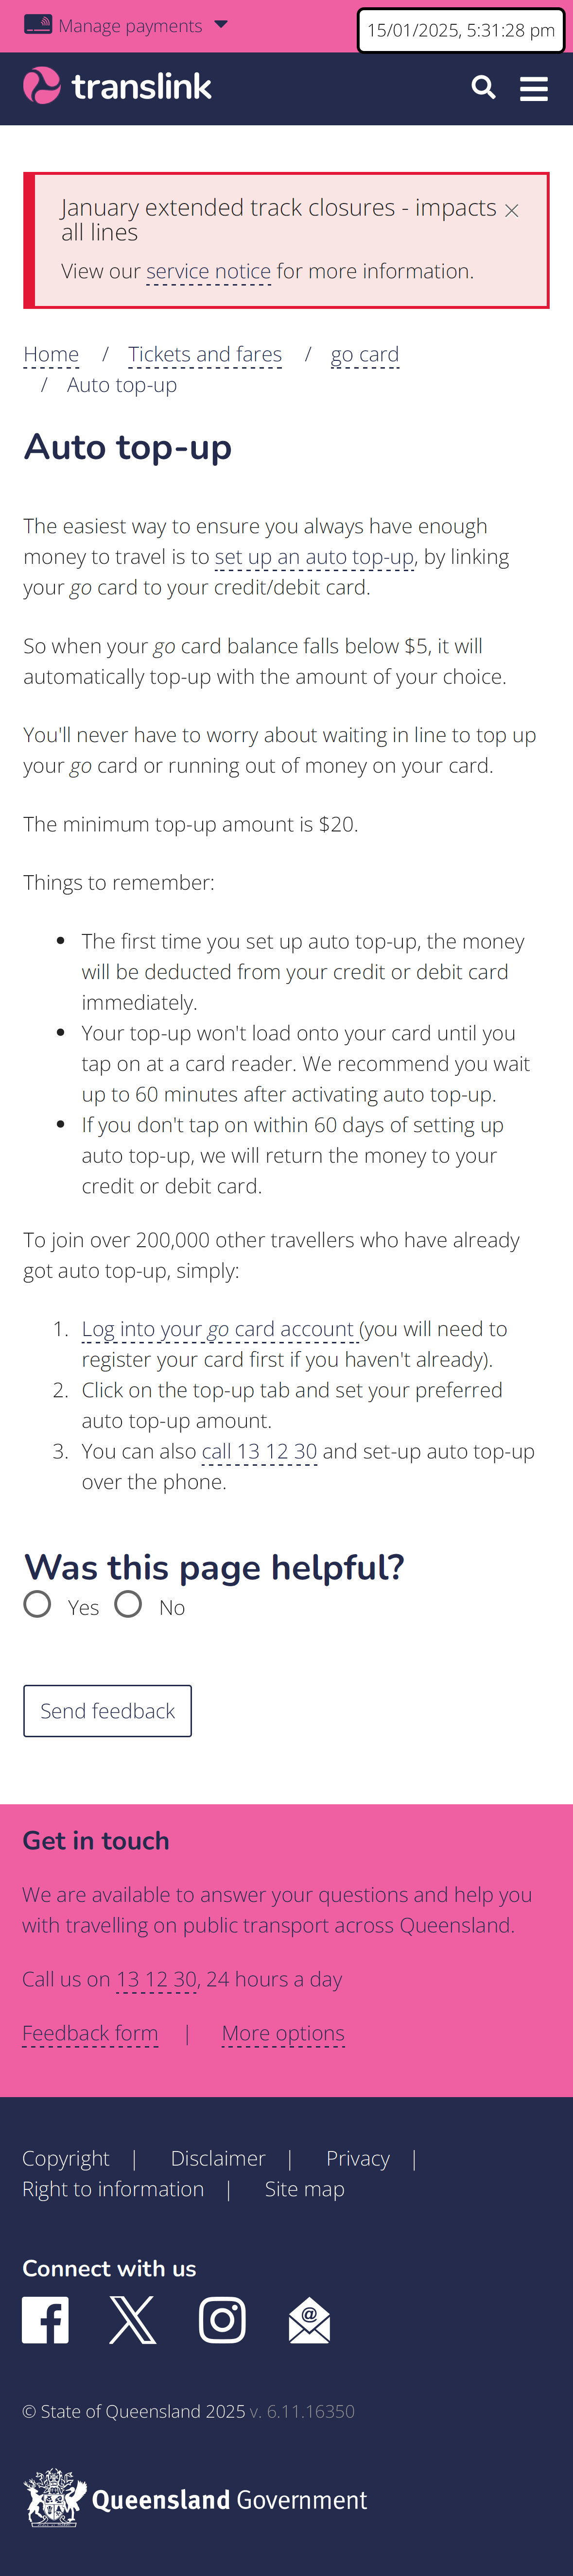 Manage payments
15/01/2025, 5:31:28 pm
translink
January extended track closures - impacts
all lines
View our service notice for more information.
Home / Tickets and fares / go card
/ Auto top-up
Auto top-up
The easiest way to ensure you always have enough
money to travel is to set up an auto top-up, by linking
your go card to your credit/debit card.
So when your go card balance falls below $5, it will
automatically top-up with the amount of your choice.
You'll never have to worry about waiting in line to top up
your go card or running out of money on your card.
The minimum top-up amount is $20.
Things to remember:
• The first time you set up auto top-up, the money
will be deducted from your credit or debit card
immediately.
• Your top-up won't load onto your card until you
tap on at a card reader. We recommend you wait
up to 60 minutes after activating auto top-up.
• If you don't tap on within 60 days of setting up
auto top-up, we will return the money to your
credit or debit card.
To join over 200,000 other travellers who have already
got auto top-up, simply:
1. Log into your go card account (you will need to
register your card first if you haven't already).
2. Click on the top-up tab and set your preferred
auto top-up amount.
3. You can also call 13 12 30 and set-up auto top-up
over the phone.
Was this page helpful?
Yes No
Send feedback
Get in touch
We are available to answer your questions and help you
with travelling on public transport across Queensland.
Call us on 13 12 30, 24 hours a day
Feedback form | More options
Copyright | Disclaimer | Privacy |
Right to information | Site map
Connect with us
© State of Queensland 2025 v. 6.11.16350
Queensland Government